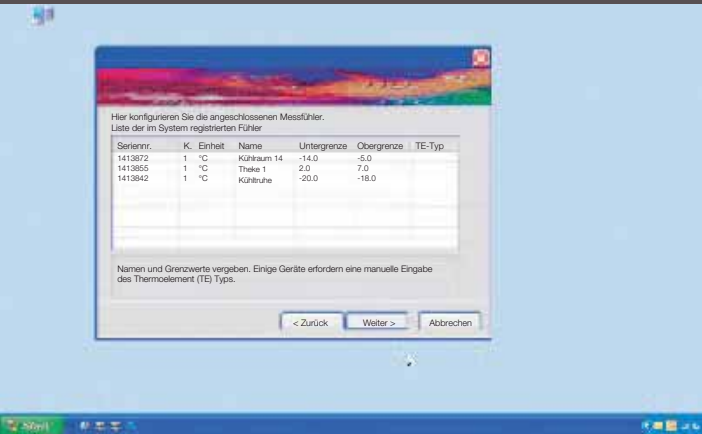 Hier konfigurieren Sie die angeschlossenen Messfühler.
Liste der im System registrierten Fühler
Seriennr. K. Einheit Name Untergrenze Obergrenze TE-Typ
1413872 1 °C Kühlraum 14 -14.0 -5.0
1413855 1 °C Theke 1 2.0 7.0
1413842 1 °C Kühltruhe -20.0 -18.0
Namen und Grenzwerte vergeben. Einige Geräte erfordern eine manuelle Eingabe
des Thermoelement (TE) Typs.
< Zurück Weiter > Abbrechen
Start